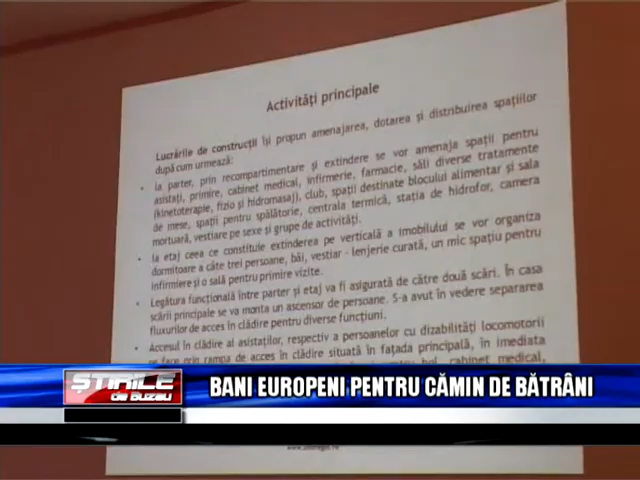 Activități principale
Lucrările de construcții își propun amenajarea, dotarea și distribuirea spațiilor
după cum urmează:
• la parter, prin recompartimentare și extindere se vor amenaja spații pentru
asistați, primire, cabinet medical, infirmerie, farmacie, săli diverse tratamente
(kinetoterapie, fizio și hidromasaj), club, spații destinate blocului alimentar și sala
de mese, spații pentru spălătorie, centrala termică, stația de hidrofor, camera
mortuară, vestiare pe sexe și grupe de activități.
• la etaj ceea ce constituie extinderea pe verticală a imobilului se vor organiza
dormitoare a câte trei persoane, băi, vestiar - lenjerie curată, un mic spațiu pentru
infirmiere și o sală pentru primire vizite.
• Legătura funcțională între parter și etaj va fi asigurată de către două scări. În casa
scării principale se va monta un ascensor de persoane. S-a avut în vedere separarea
fluxurilor de acces în clădire pentru diverse funcțiuni.
• Accesul în clădire al asistaților, respectiv a persoanelor cu dizabilități locomotorii
se face prin rampa de acces în clădire situată în fațada principală, în imediata
hol, cabinet medical,
ȘTIRILE
de Buzau
BANI EUROPENI PENTRU CĂMIN DE BĂTRÂNI